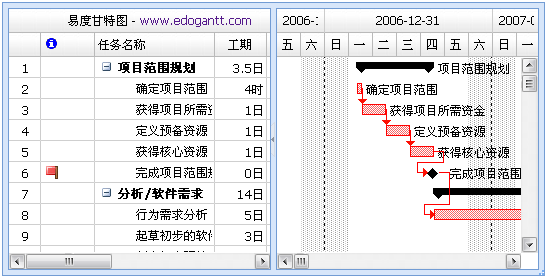 易度甘特图 - www.edogantt.com
2006-1
2006-12-31
2007-0
任务名称 工期
五 六 日 一 二 三 四 五 六 日 一
1 项目范围规划 3.5日
项目范围规划
2 确定项目范围 4时
确定项目范围
3 获得项目所需资 1日
获得项目所需资金
4 定义预备资源 1日
定义预备资源
5 获得核心资源 1日
获得核心资源
6 完成项目范围规 0日
完成项目范围
7 分析/软件需求 14日
8 行为需求分析 5日
9 起草初步的软件 3日